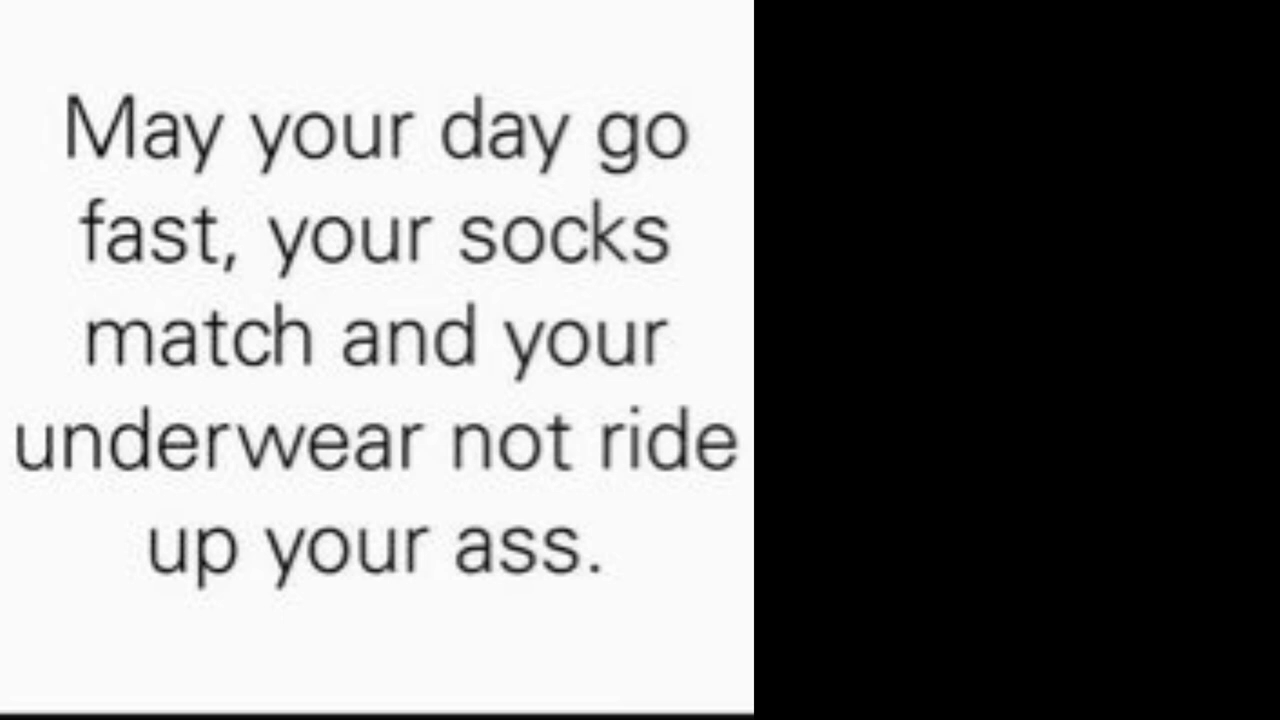 May your day go
fast, your socks
match and your
underwear not ride
up your ass.